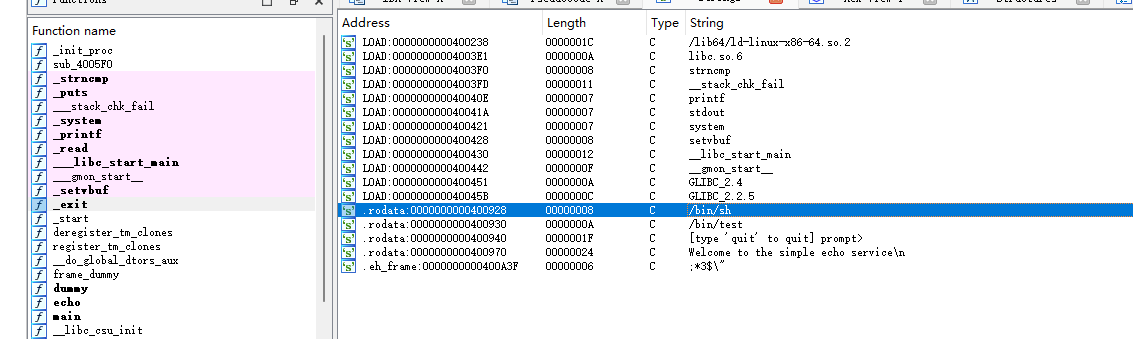 Functions
Function name
_init_proc
sub_4005F0
_strncmp
_puts
___stack_chk_fail
_system
_printf
_read
___libc_start_main
__gmon_start__
_setvbuf
_exit
_start
deregister_tm_clones
register_tm_clones
__do_global_dtors_aux
frame_dummy
dummy
echo
main
__libc_csu_init
Address Length Type String
LOAD:0000000000400238 0000001C C /lib64/ld-linux-x86-64.so.2
LOAD:00000000004003E1 0000000A C libc.so.6
LOAD:00000000004003F0 00000008 C strncmp
LOAD:00000000004003FD 00000011 C __stack_chk_fail
LOAD:000000000040040E 00000007 C printf
LOAD:000000000040041A 00000007 C stdout
LOAD:0000000000400421 00000007 C system
LOAD:0000000000400428 00000008 C setvbuf
LOAD:0000000000400430 00000012 C __libc_start_main
LOAD:0000000000400442 0000000F C __gmon_start__
LOAD:0000000000400451 0000000A C GLIBC_2.4
LOAD:000000000040045B 0000000C C GLIBC_2.2.5
.rodata:0000000000400928 00000008 C /bin/sh
.rodata:0000000000400930 0000000A C /bin/test
.rodata:0000000000400940 0000001F C [type 'quit' to quit] prompt>
.rodata:0000000000400970 00000024 C Welcome to the simple echo service\n
.eh_frame:0000000000400A3F 00000006 C ;*3$\"